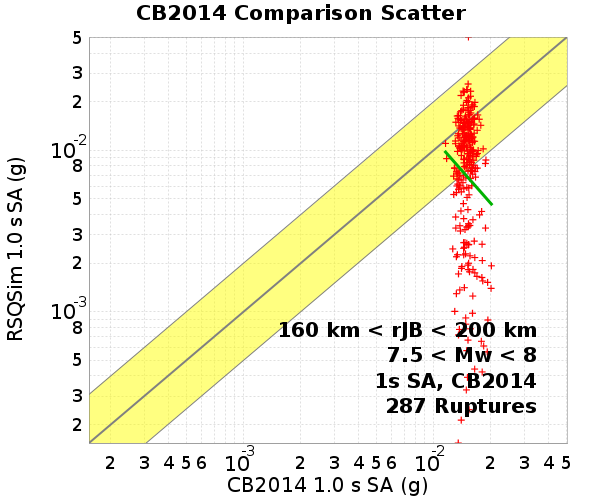 CB2014 Comparison Scatter
RSQSim 1.0 s SA (g)
5
3
2
10-2
8
5
3
2
10-3
8
5
3
2
160 km < rJB < 200 km
7.5 < Mw < 8
1s SA, CB2014
287 Ruptures
2 3 4 5 6 10-3 2 3 4 5 6 10-2 2 3 4 5
CB2014 1.0 s SA (g)